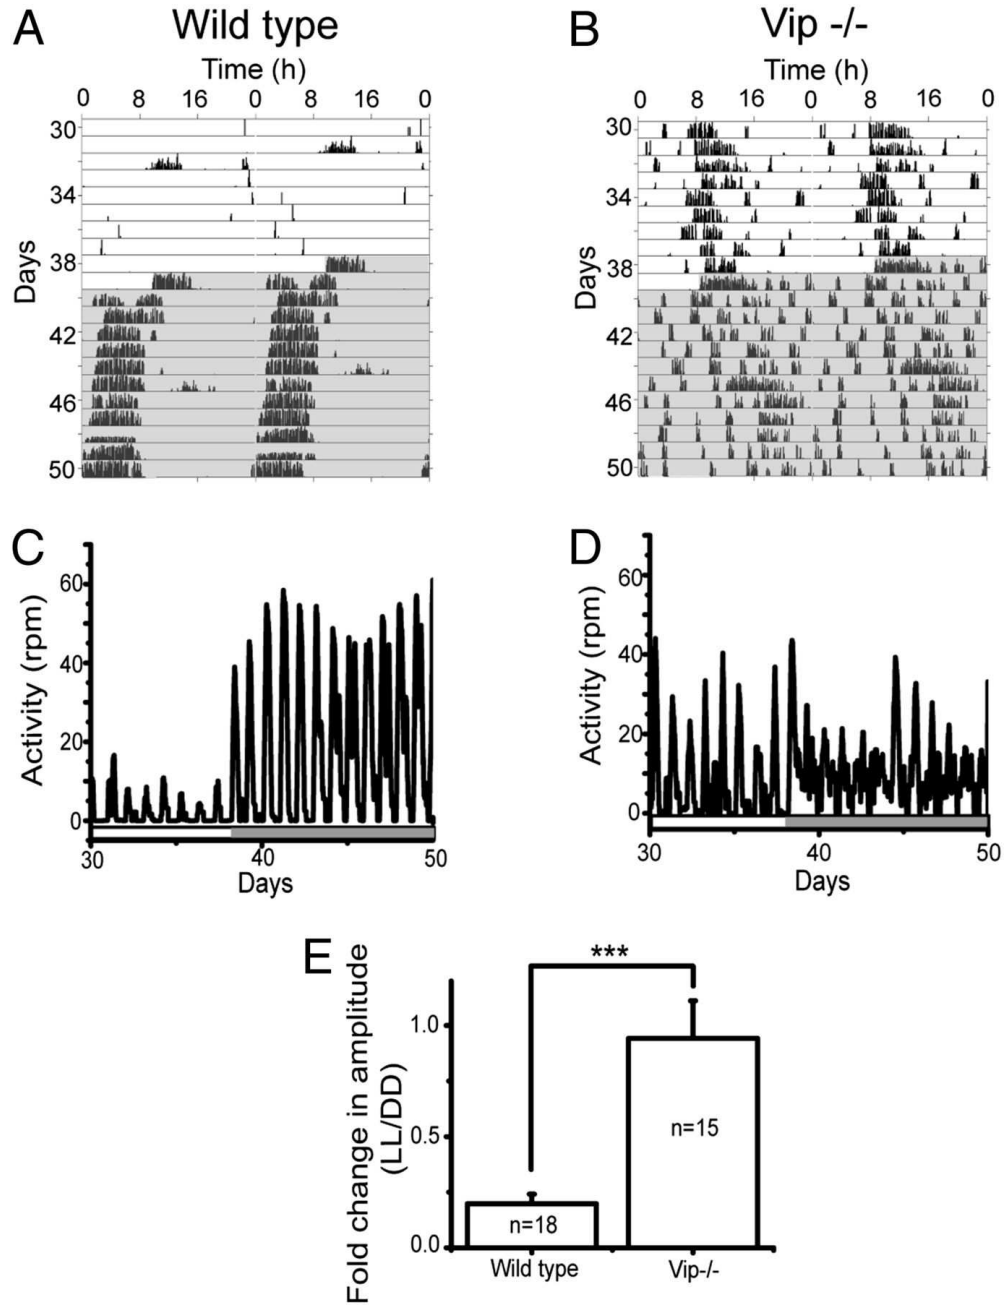 A
Wild type
Time (h)
0 8 16 0 8 16 0
30
34
38
42
46
50
Days
B
Vip -/-
Time (h)
0 8 16 0 8 16 0
30
34
38
42
46
50
Days
C
60
40
20
0
Activity (rpm)
30 40 50
Days
D
60
40
20
0
Activity (rpm)
30 40 50
Days
E
***
1.0
0.5
0.0
Fold change in amplitude
(LL/DD)
n=18
n=15
Wild type
Vip-/-